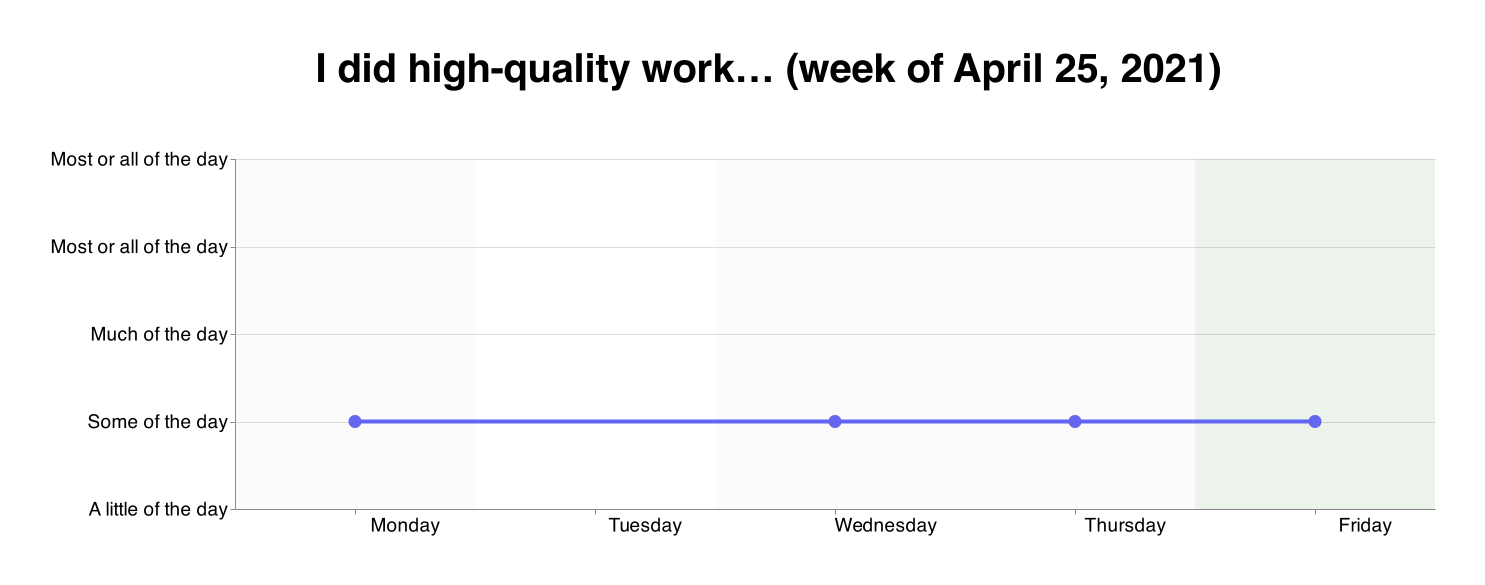 I did high-quality work… (week of April 25, 2021)
Most or all of the day
Most or all of the day
Much of the day
Some of the day
A little of the day
Monday Tuesday Wednesday Thursday Friday